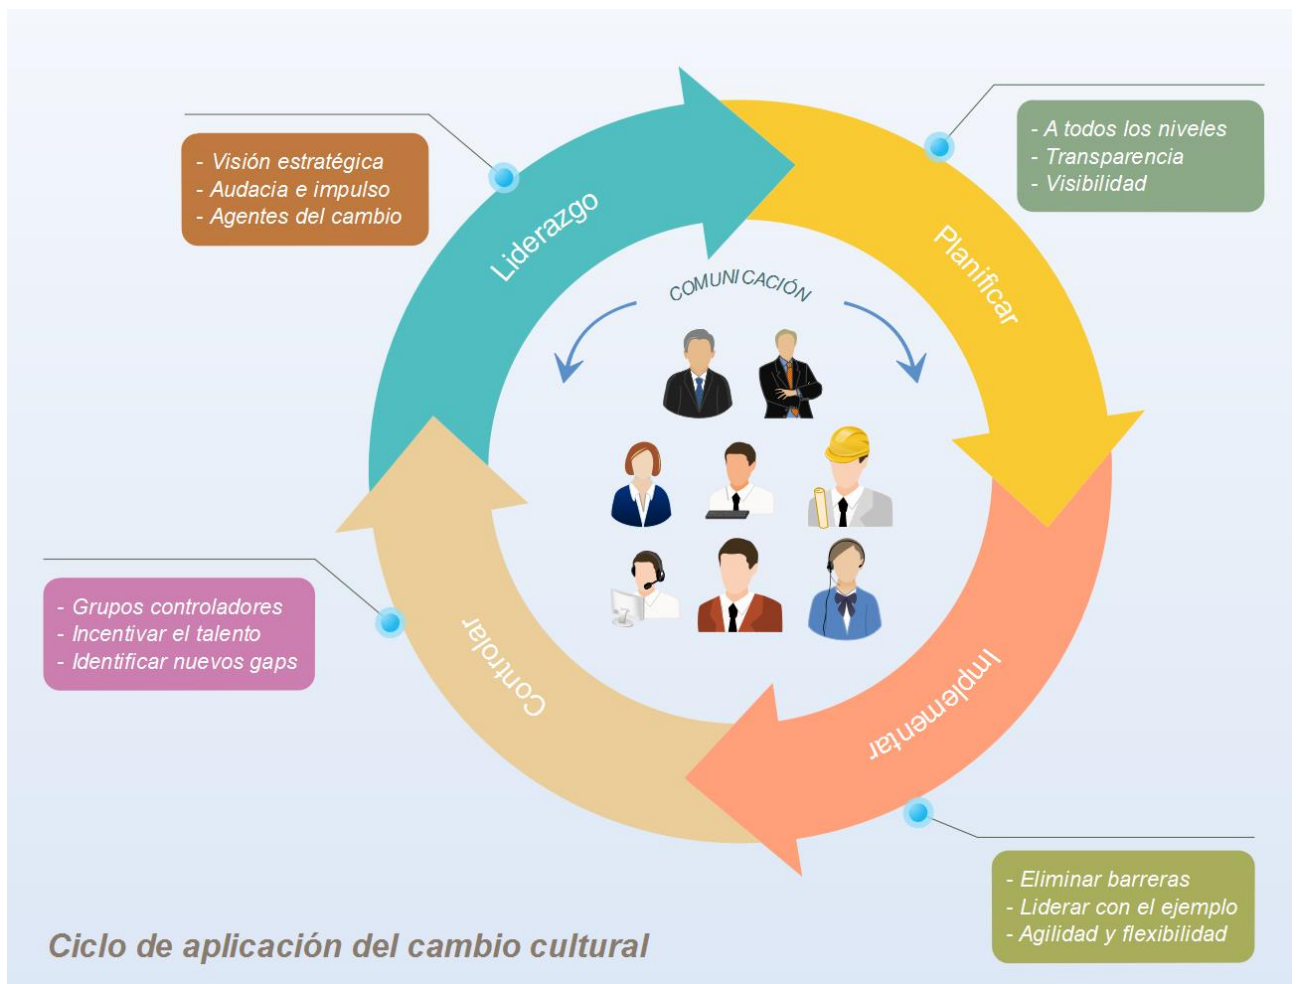 - Visión estratégica
- Audacia e impulso
- Agentes del cambio
- A todos los niveles
- Transparencia
- Visibilidad
Liderazgo
Planificar
COMUNICACIÓN
- Grupos controladores
- Incentivar el talento
- Identificar nuevos gaps
Controlar
Implementar
- Eliminar barreras
- Liderar con el ejemplo
- Agilidad y flexibilidad
Ciclo de aplicación del cambio cultural